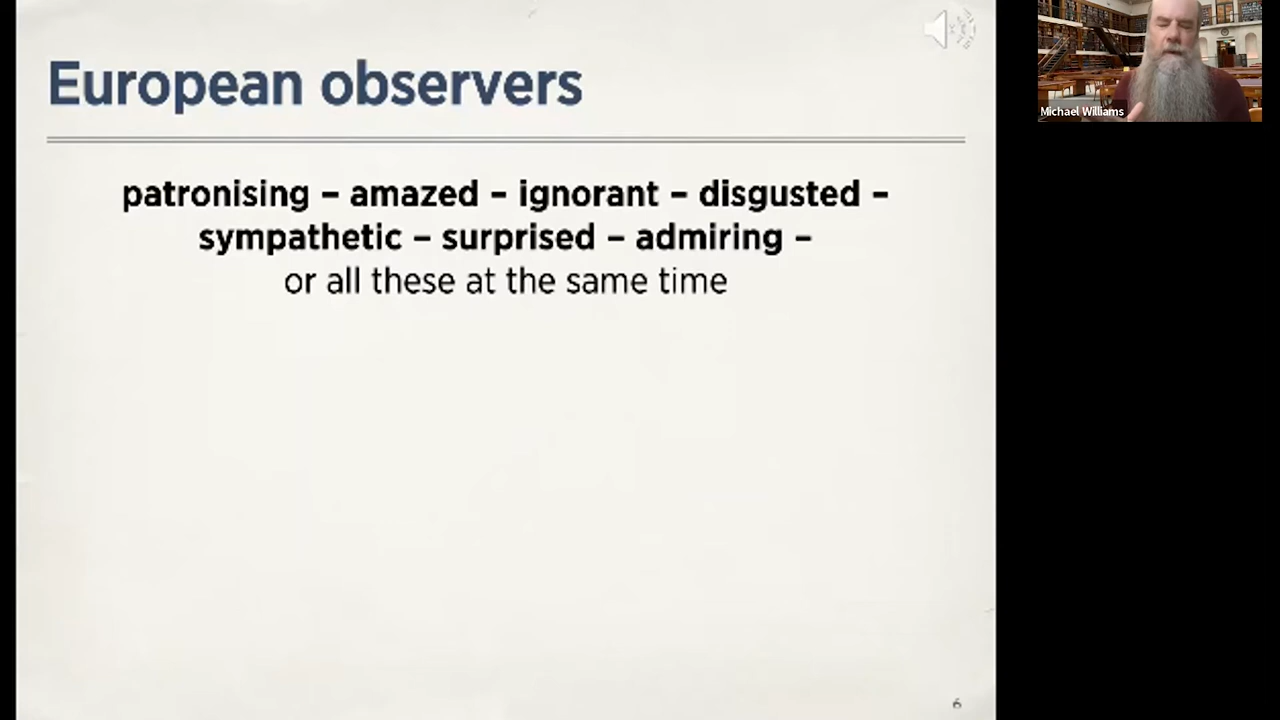 European observers
patronising – amazed – ignorant – disgusted –
sympathetic – surprised – admiring –
or all these at the same time
6
Michael Williams